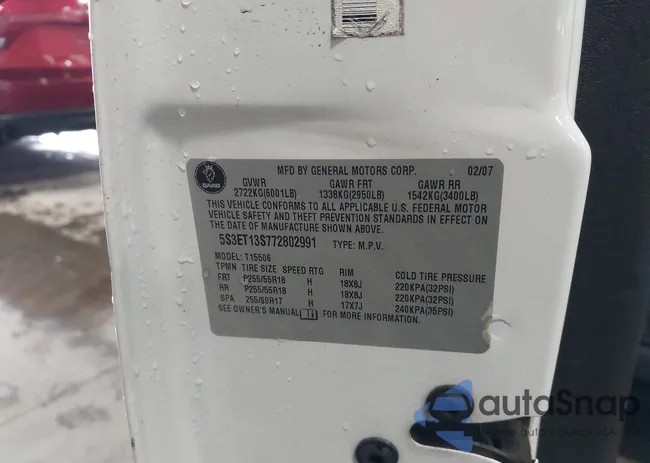 MFD BY GENERAL MOTORS CORP. 02/07
SAAB
GVWR GAWR FRT GAWR RR
2722KG(6001LB) 1338KG(2950LB) 1542KG(3400LB)
THIS VEHICLE CONFORMS TO ALL APPLICABLE U.S. FEDERAL MOTOR
VEHICLE SAFETY AND THEFT PREVENTION STANDARDS IN EFFECT ON
THE DATE OF MANUFACTURE SHOWN ABOVE.
5S3ET13S772802991 TYPE: M.P.V.
MODEL: T15506
TPMN TIRE SIZE SPEED RTG RIM COLD TIRE PRESSURE
FRT P255/55R18 H 18X8J 220KPA(32PSI)
RR P255/55R18 H 18X8J 220KPA(32PSI)
SPA 255/60R17 H 17X7J 240KPA(35PSI)
SEE OWNER'S MANUAL i FOR MORE INFORMATION.
autoSnap